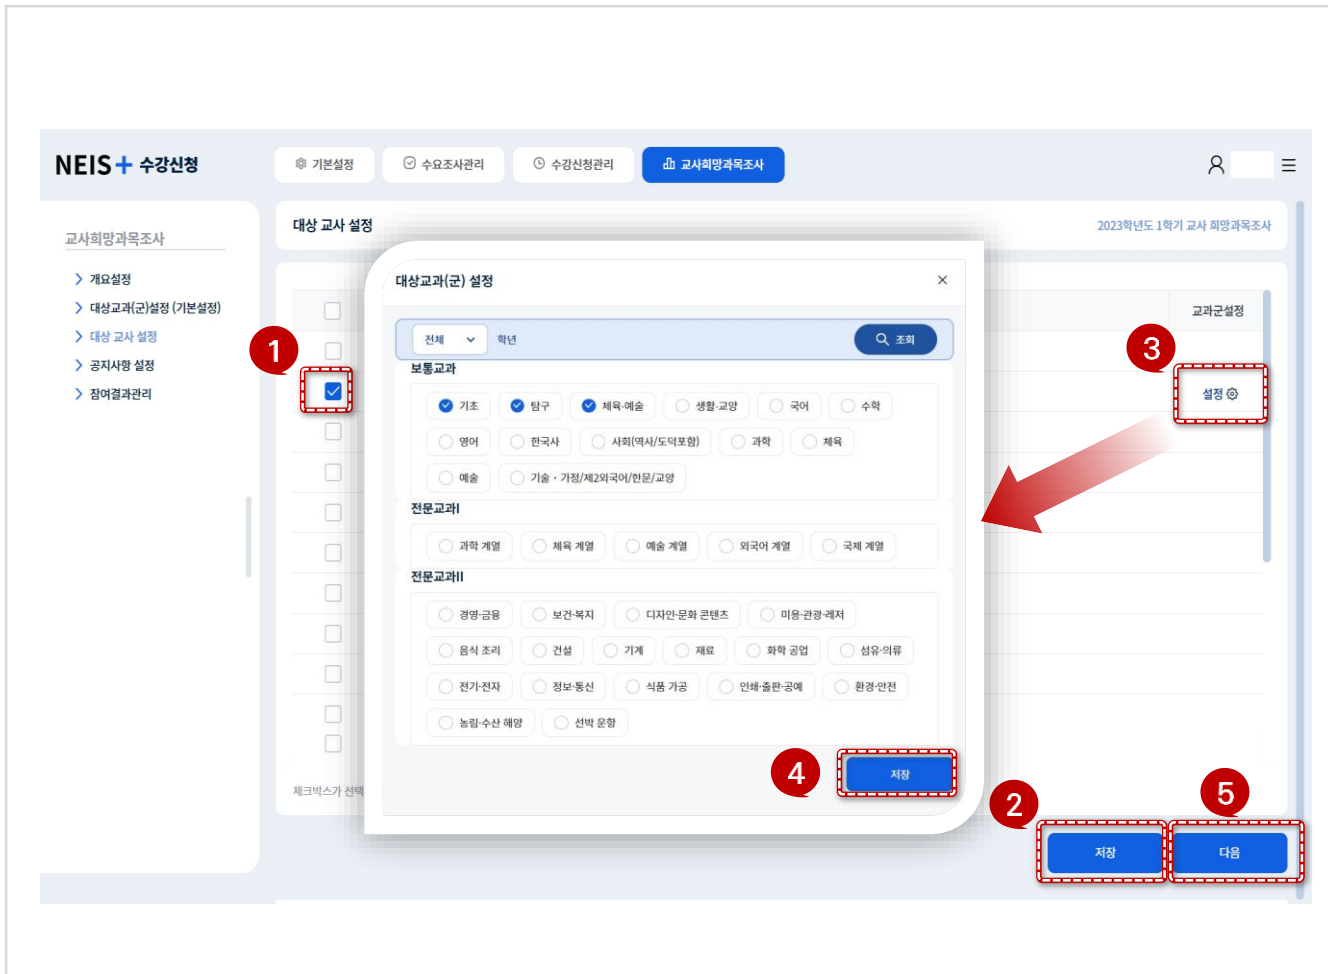 NEIS+ 수강신청
기본설정 수요조사관리 수강신청관리 교사희망과목조사
교사희망과목조사
개요설정
대상교과(군)설정 (기본설정)
대상 교사 설정
공지사항 설정
참여결과관리
대상 교사 설정 2023학년도 1학기 교사 희망과목조사
교과군설정
1
3
설정
대상교과(군) 설정
전체 학년 조회
보통교과
기초 탐구 체육·예술 생활·교양 국어 수학
영어 한국사 사회(역사/도덕포함) 과학 체육
예술 기술·가정/제2외국어/한문/교양
전문교과I
과학 계열 체육 계열 예술 계열 외국어 계열 국제 계열
전문교과II
경영·금융 보건·복지 디자인·문화 콘텐츠 미용·관광·레저
음식 조리 건설 기계 재료 화학 공업 섬유·의류
전기·전자 정보·통신 식품 가공 인쇄·출판·공예 환경·안전
농림·수산 해양 선박 운항
4 저장
체크박스가 선택
2 5
저장 다음